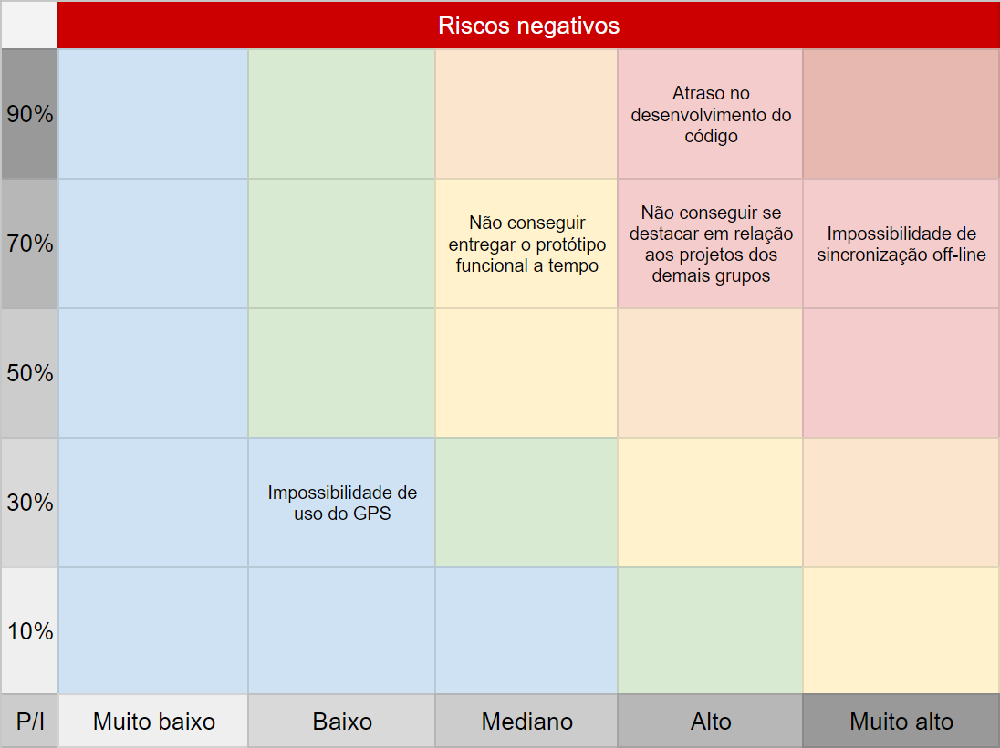 Riscos negativos
90%
Atraso no
desenvolvimento do
código
70%
Não conseguir
entregar o protótipo
funcional a tempo
Não conseguir se
destacar em relação
aos projetos dos
demais grupos
Impossibilidade de
sincronização off-line
50%
30%
Impossibilidade de
uso do GPS
10%
P/I
Muito baixo
Baixo
Mediano
Alto
Muito alto